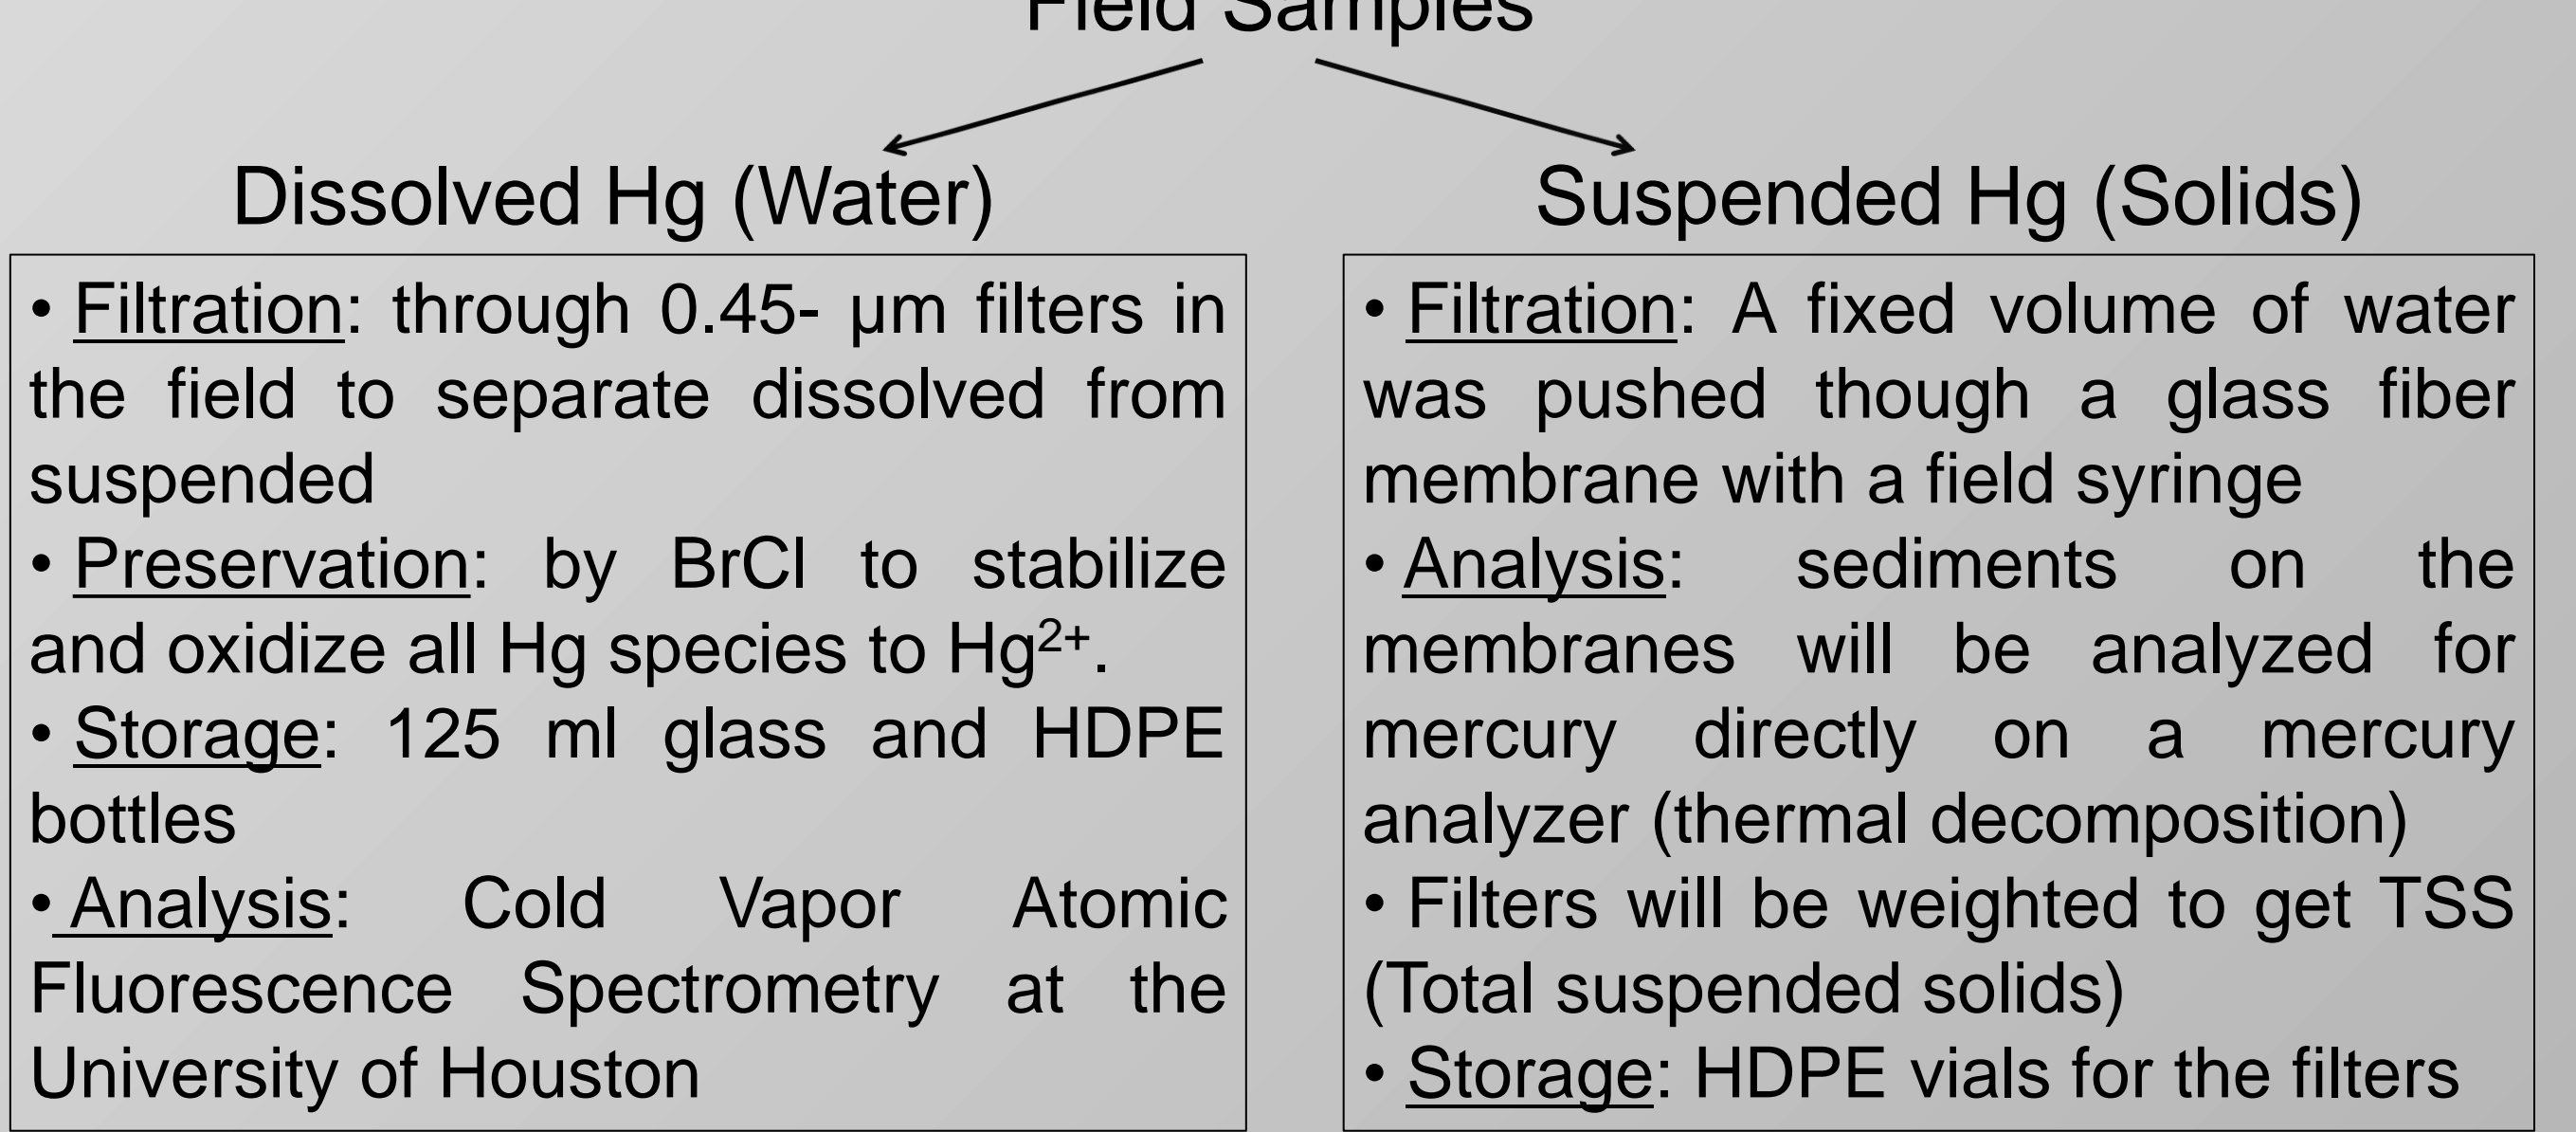 Field Samples
Dissolved Hg (Water)
• Filtration: through 0.45- µm filters in
the field to separate dissolved from
suspended
• Preservation: by BrCl to stabilize
and oxidize all Hg species to Hg²⁺.
• Storage: 125 ml glass and HDPE
bottles
• Analysis: Cold Vapor Atomic
Fluorescence Spectrometry at the
University of Houston
Suspended Hg (Solids)
• Filtration: A fixed volume of water
was pushed though a glass fiber
membrane with a field syringe
• Analysis: sediments on the
membranes will be analyzed for
mercury directly on a mercury
analyzer (thermal decomposition)
• Filters will be weighted to get TSS
(Total suspended solids)
• Storage: HDPE vials for the filters